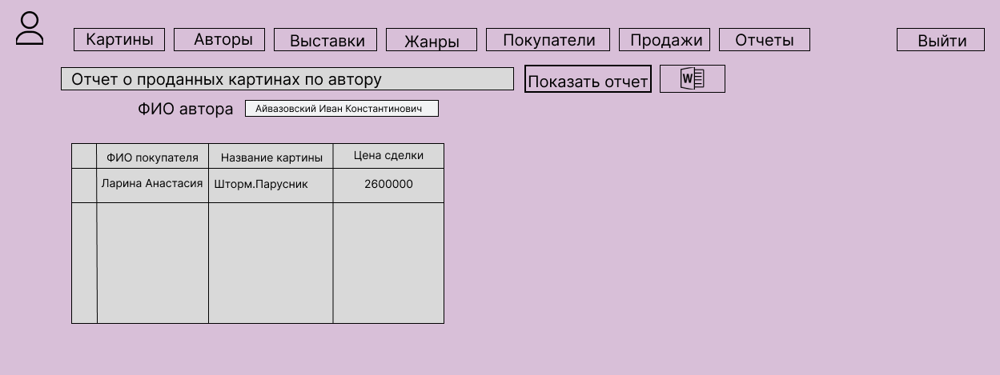 Картины Авторы Выставки Жанры Покупатели Продажи Отчеты Выйти
Отчет о проданных картинах по автору Показать отчет W
ФИО автора Айвазовский Иван Константинович
ФИО покупателя Название картины Цена сделки
Ларина Анастасия Шторм.Парусник 2600000